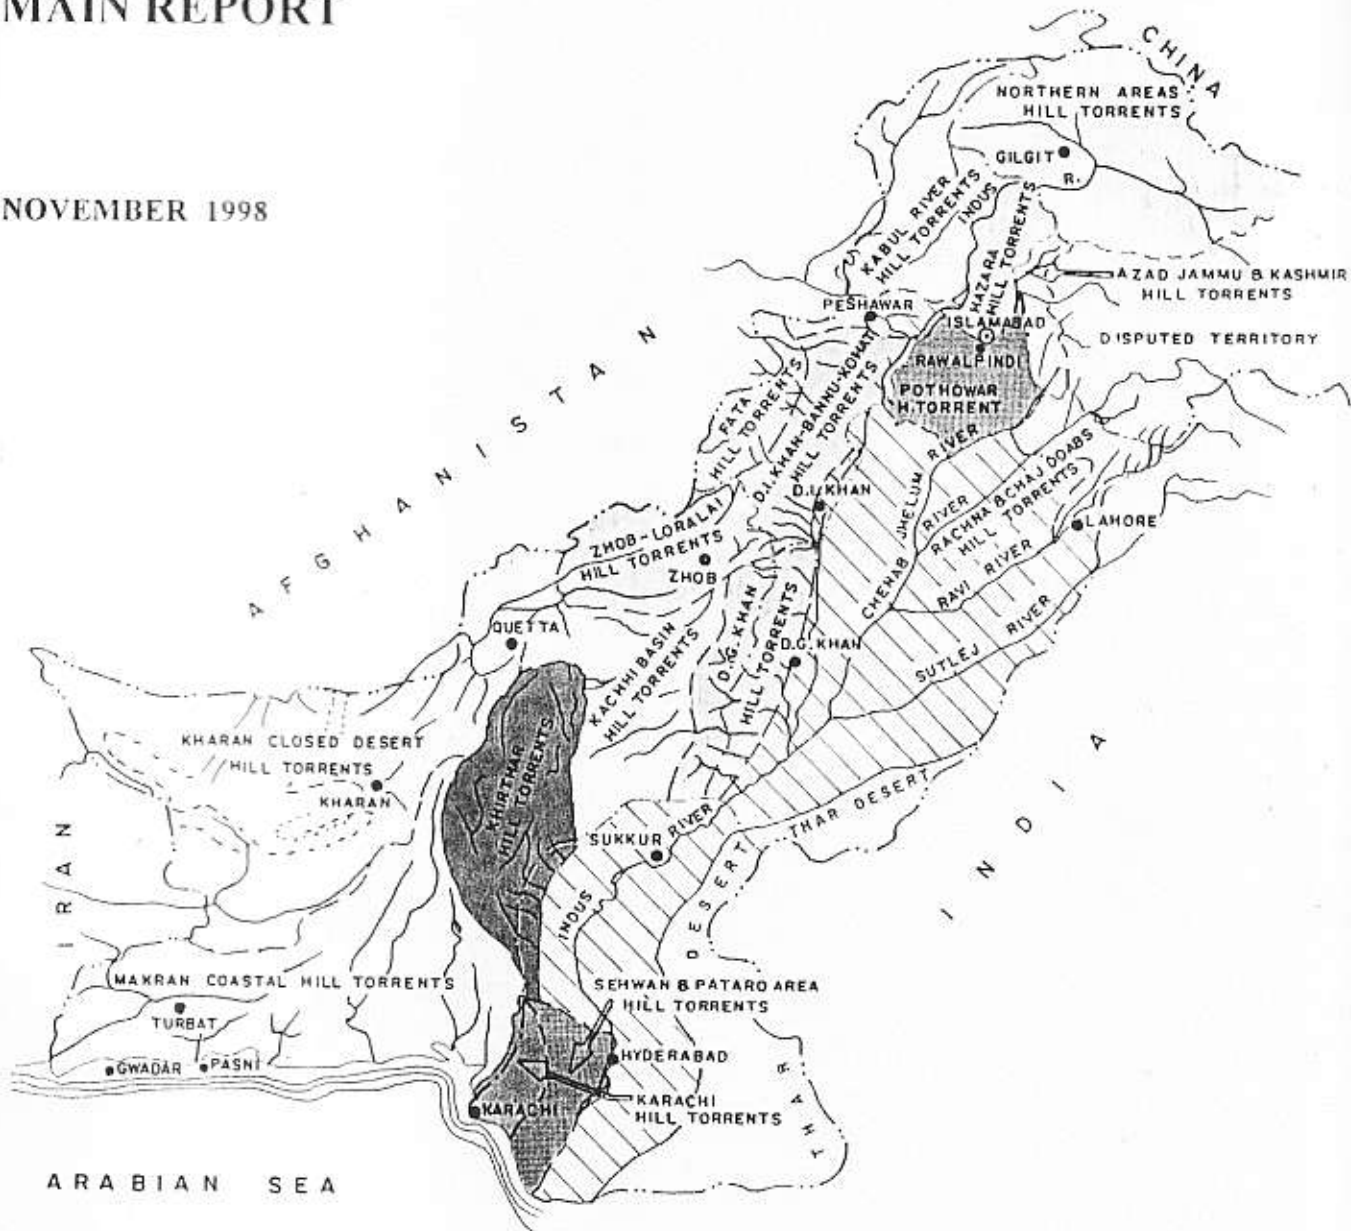 MAIN REPORT
NOVEMBER 1998
CHINA
NORTHERN AREAS
HILL TORRENTS
GILGIT
R.
INDUS
KABUL RIVER
HILL TORRENTS
HAZARA
HILL TORRENTS
AZAD JAMMU & KASHMIR
HILL TORRENTS
PESHAWAR
ISLAMABAD
DISPUTED TERRITORY
RAWALPINDI
POTHOWAR
H.TORRENT
AFGHANISTAN
FATA
HILL TORRENTS
D.I.KHAN-BANNU-KOHAT
HILL TORRENTS
D.I.KHAN
JHELUM RIVER
CHENAB RIVER
RACHNA & CHAJ DOABS
HILL TORRENTS
LAHORE
RAVI RIVER
SUTLEJ RIVER
ZHOB-LORALAI
HILL TORRENTS
ZHOB
QUETTA
KACHHI BASIN
HILL TORRENTS
D.G.KHAN
HILL TORRENTS
D.G.KHAN
KHARAN CLOSED DESERT
HILL TORRENTS
KHARAN
KHIRTHAR
HILL TORRENTS
SUKKUR
INDUS RIVER
THAR DESERT
INDIA
IRAN
DESERT
MAKRAN COASTAL HILL TORRENTS
TURBAT
GWADAR
PASNI
SEHWAN & PATARO AREA
HILL TORRENTS
HYDERABAD
KARACHI
KARACHI
HILL TORRENTS
THAR
ARABIAN SEA